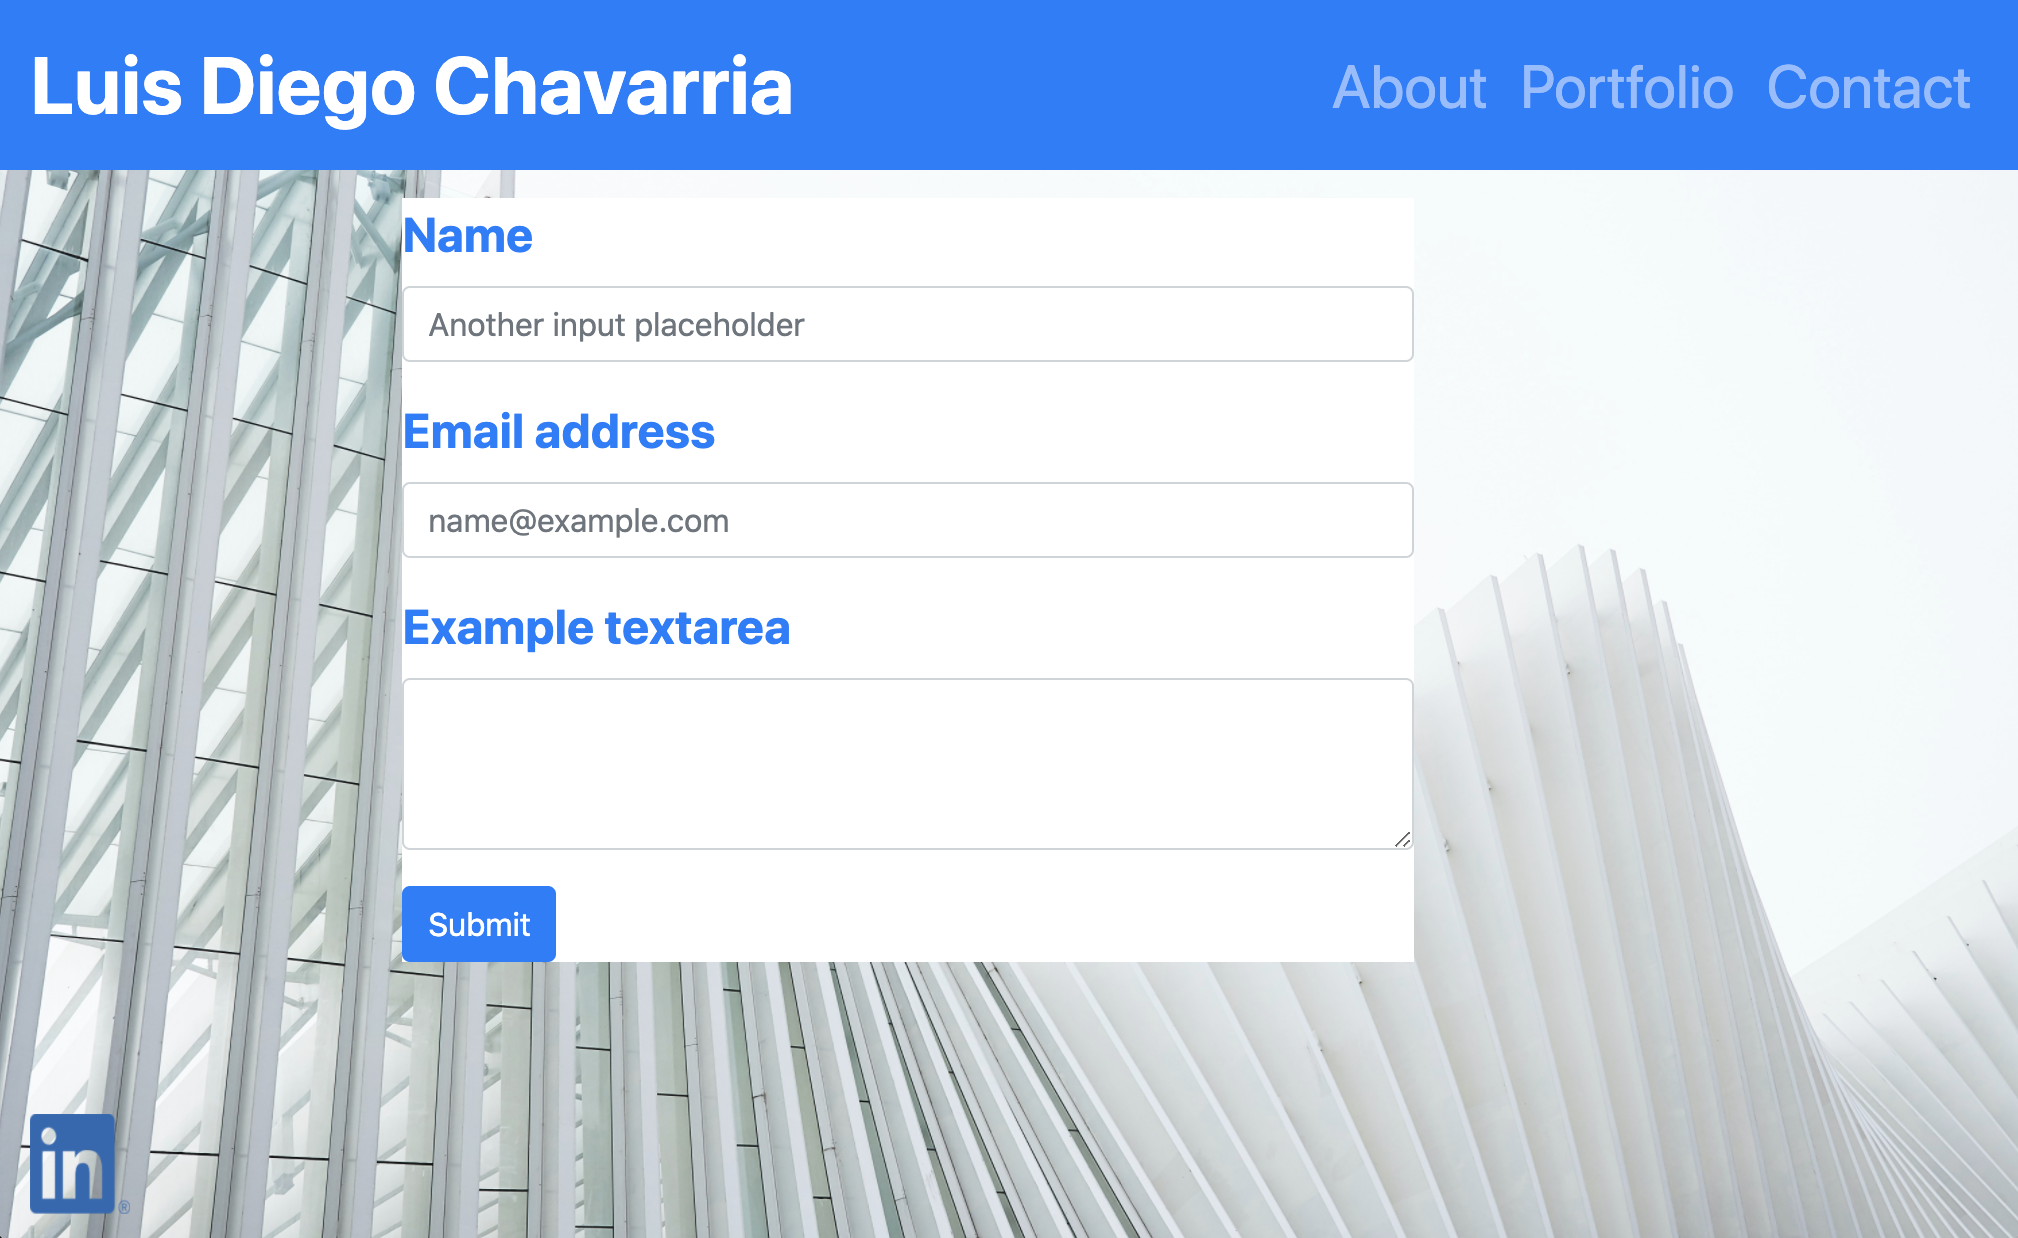 Luis Diego Chavarria
About Portfolio Contact
Name
Another input placeholder
Email address
name@example.com
Example textarea
Submit
in
®